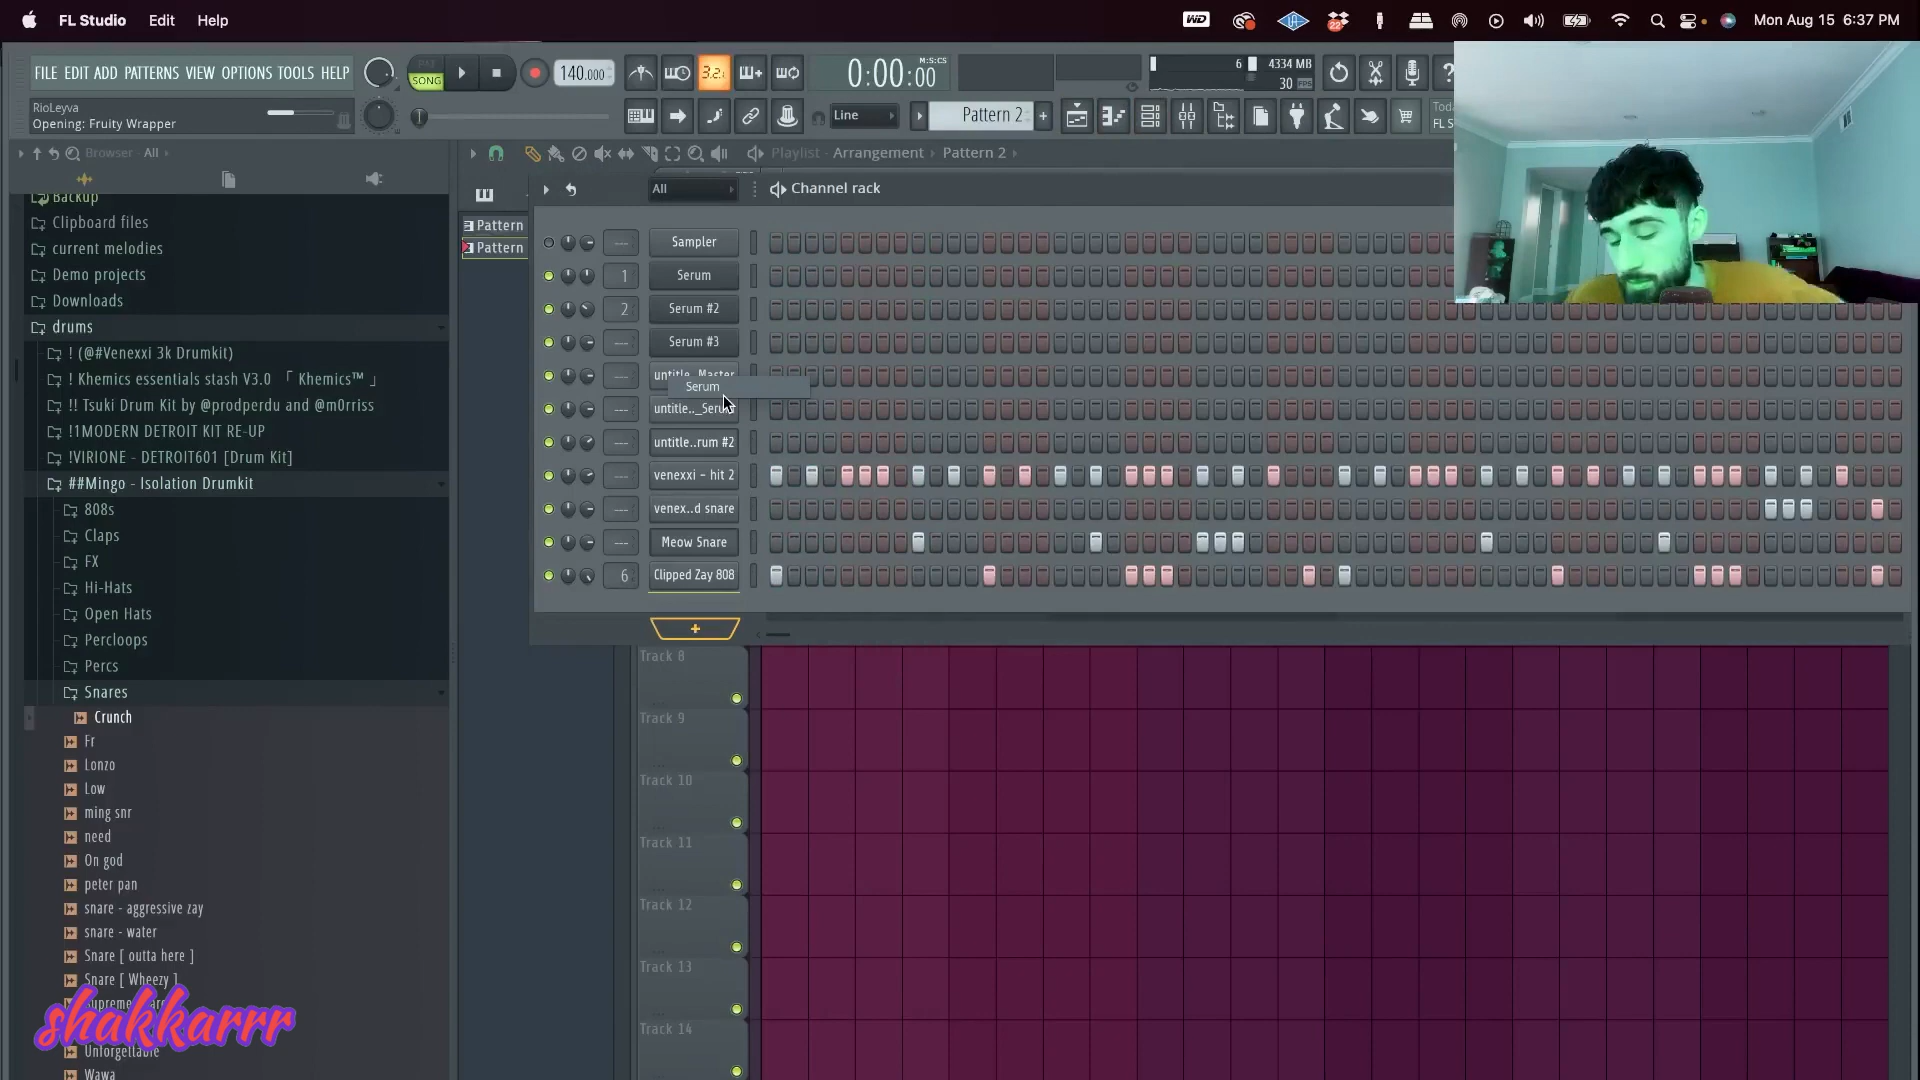 FL Studio Edit Help
WD
22
Mon Aug 15 6:37 PM
FILE EDIT ADD PATTERNS VIEW OPTIONS TOOLS HELP
SONG
140.000
3.2.
0:00:00
M:S:CS
6
4334 MB
30
RioLeyva
Opening: Fruity Wrapper
Line
Pattern 2
Browser - All
Playlist - Arrangement › Pattern 2 ›
All
Channel rack
Backup
Clipboard files
current melodies
Demo projects
Downloads
drums
! (@#Venexxi 3k Drumkit)
! Khemics essentials stash V3.0 「 Khemics™ 」
!! Tsuki Drum Kit by @prodperdu and @m0rriss
!1MODERN DETROIT KIT RE-UP
!VIRIONE - DETROIT601 [Drum Kit]
##Mingo - Isolation Drumkit
808s
Claps
FX
Hi-Hats
Open Hats
Percloops
Percs
Snares
Crunch
Fr
Lonzo
Low
ming snr
need
On god
peter pan
snare - aggressive zay
snare - water
Snare [ outta here ]
Snare [ Wheezy ]
Unforgettable
Wawa
shakkarrr
Pattern
Pattern
--- Sampler
1 Serum
2 Serum #2
--- Serum #3
--- untitle..Master
Serum
--- untitle.._Serum
--- untitle..rum #2
--- venexxi - hit 2
--- venex..d snare
--- Meow Snare
6 Clipped Zay 808
+
Track 8
Track 9
Track 10
Track 11
Track 12
Track 13
Track 14